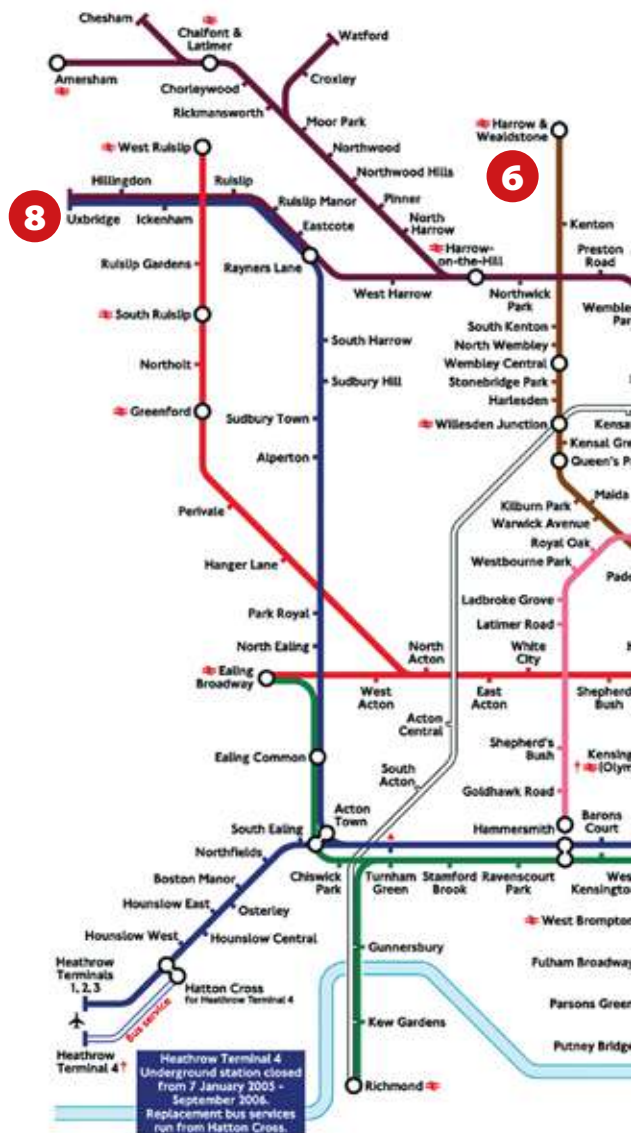 Chesham
Chalfont &
Latimer
Watford
Amersham
Croxley
Chorleywood
Rickmansworth
Moor Park
Harrow &
Wealdstone
West Ruislip
Northwood
6
Northwood Hills
8
Hillingdon
Ruislip
Pinner
Ruislip Manor
Uxbridge
Ickenham
North
Harrow
Kenton
Eastcote
Harrow-
on-the-Hill
Preston
Road
Ruislip Gardens
Rayners Lane
West Harrow
Northwick
Park
South Ruislip
South Kenton
South Harrow
North Wembley
Northolt
Wembley Central
Sudbury Hill
Stonebridge Park
Harlesden
Greenford
Sudbury Town
Willesden Junction
Alperton
Kilburn Park
Maida
Perivale
Warwick Avenue
Royal Oak
Hanger Lane
Westbourne Park
Ladbroke Grove
Park Royal
Latimer Road
North Ealing
North
Acton
White
City
Ealing
Broadway
West
Acton
East
Acton
Shepherd
Bush
Acton
Central
Shepherd's
Bush
Ealing Common
South
Acton
Kensing
(Olym
Goldhawk Road
Acton
Town
South Ealing
Hammersmith
Barons
Court
Northfields
Boston Manor
Chiswick
Park
Turnham
Green
Stamford
Brook
Ravenscourt
Park
Wes
Kensington
Hounslow East
Osterley
West Brompton
Hounslow West
Hounslow Central
Gunnersbury
Heathrow
Terminals
1, 2, 3
Fulham Broadway
Hatton Cross
for Heathrow Terminal 4
Bus service
Parsons Green
Kew Gardens
Heathrow
Terminal 4†
Putney Bridge
Heathrow Terminal 4
Underground station closed
from 7 January 2005 -
September 2006.
Replacement bus services
run from Hatton Cross.
Richmond